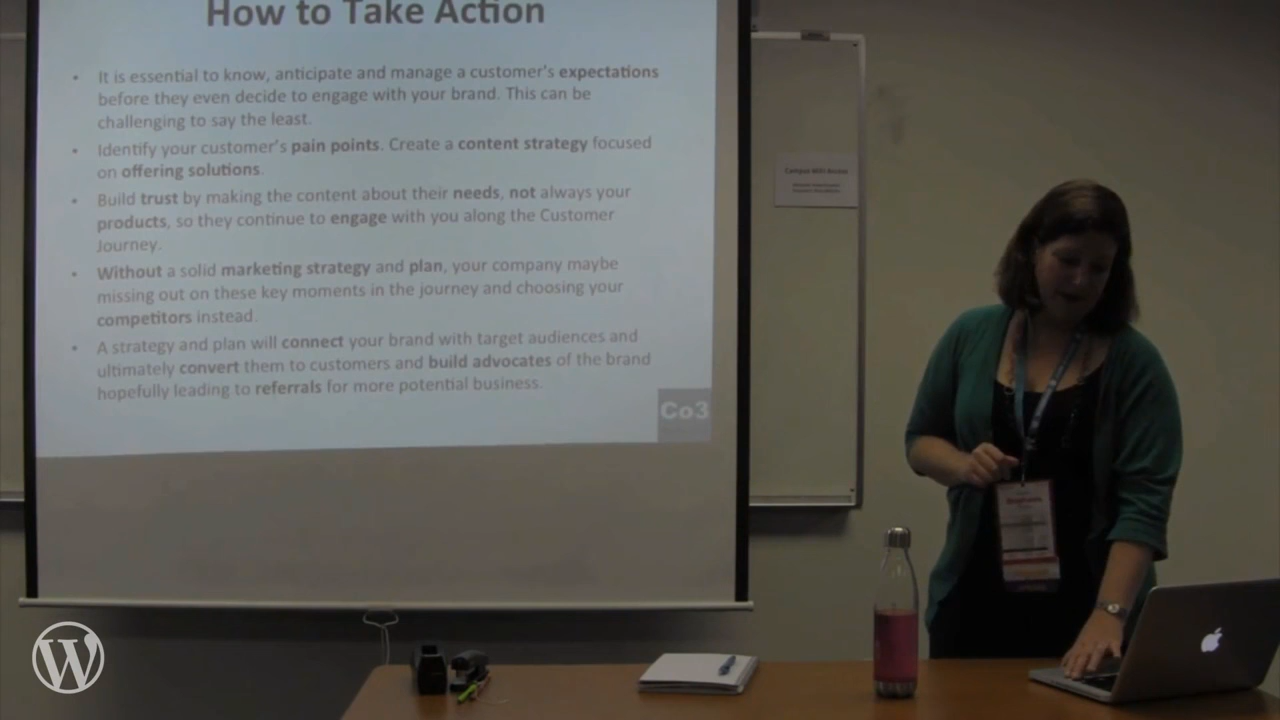 How to Take Action
• It is essential to know, anticipate and manage a customer's expectations
before they even decide to engage with your brand. This can be
challenging to say the least.
• Identify your customer's pain points. Create a content strategy focused
on offering solutions.
• Build trust by making the content about their needs, not always your
products, so they continue to engage with you along the Customer
Journey.
• Without a solid marketing strategy and plan, your company maybe
missing out on these key moments in the journey and choosing your
competitors instead.
• A strategy and plan will connect your brand with target audiences and
ultimately convert them to customers and build advocates of the brand
hopefully leading to referrals for more potential business.
Co3
Campus WiFi Access
W